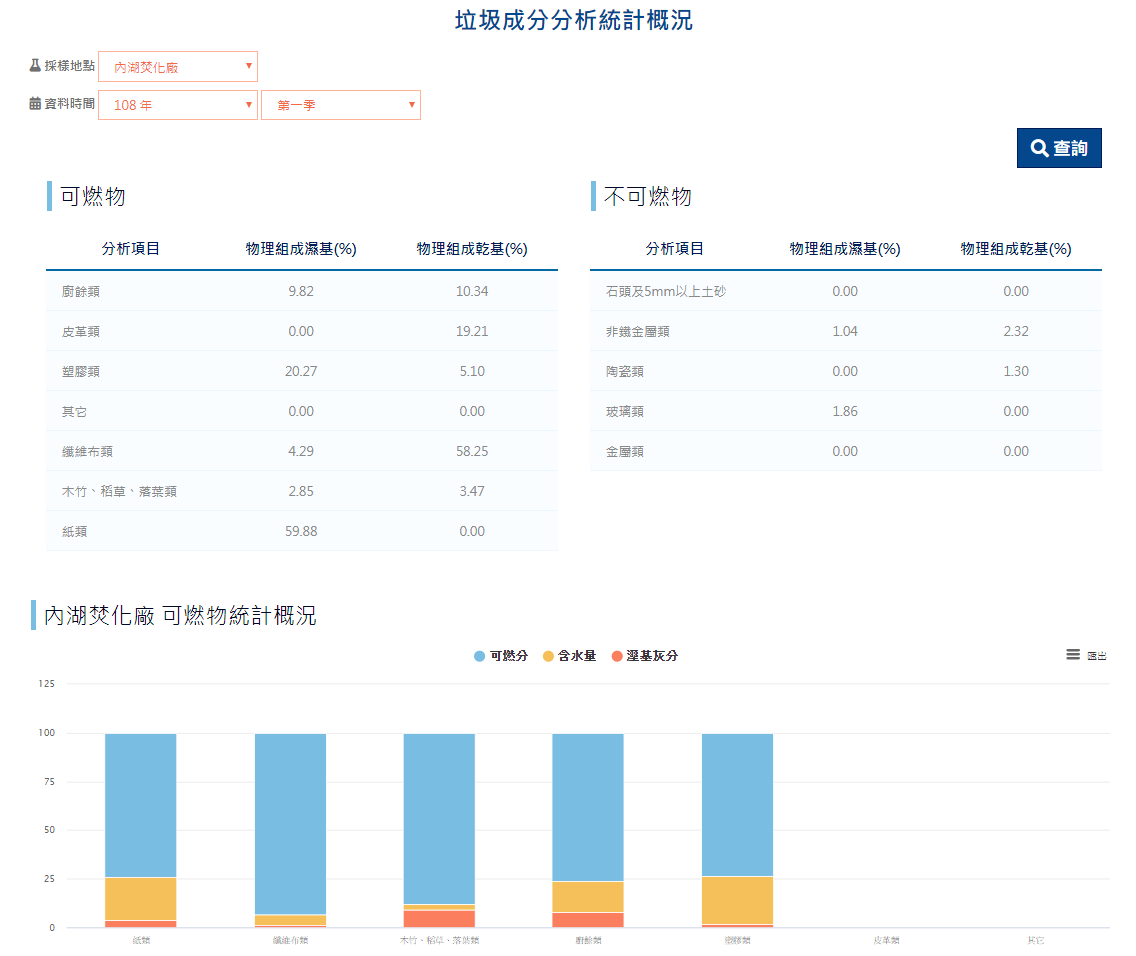 垃圾成分分析統計概況
採樣地點 內湖焚化廠
資料時間 108 年 第一季
查詢
可燃物
分析項目 物理組成濕基(%) 物理組成乾基(%)
廚餘類 9.82 10.34
皮革類 0.00 19.21
塑膠類 20.27 5.10
其它 0.00 0.00
纖維布類 4.29 58.25
木竹、稻草、落葉類 2.85 3.47
紙類 59.88 0.00
不可燃物
分析項目 物理組成濕基(%) 物理組成乾基(%)
石頭及5mm以上土砂 0.00 0.00
非鐵金屬類 1.04 2.32
陶瓷類 0.00 1.30
玻璃類 1.86 0.00
金屬類 0.00 0.00
內湖焚化廠 可燃物統計概況
可燃分 含水量 溼基灰分
匯出
125
100
75
50
25
0
紙類 纖維布類 木竹、稻草、落葉類 廚餘類 塑膠類 皮革類 其它